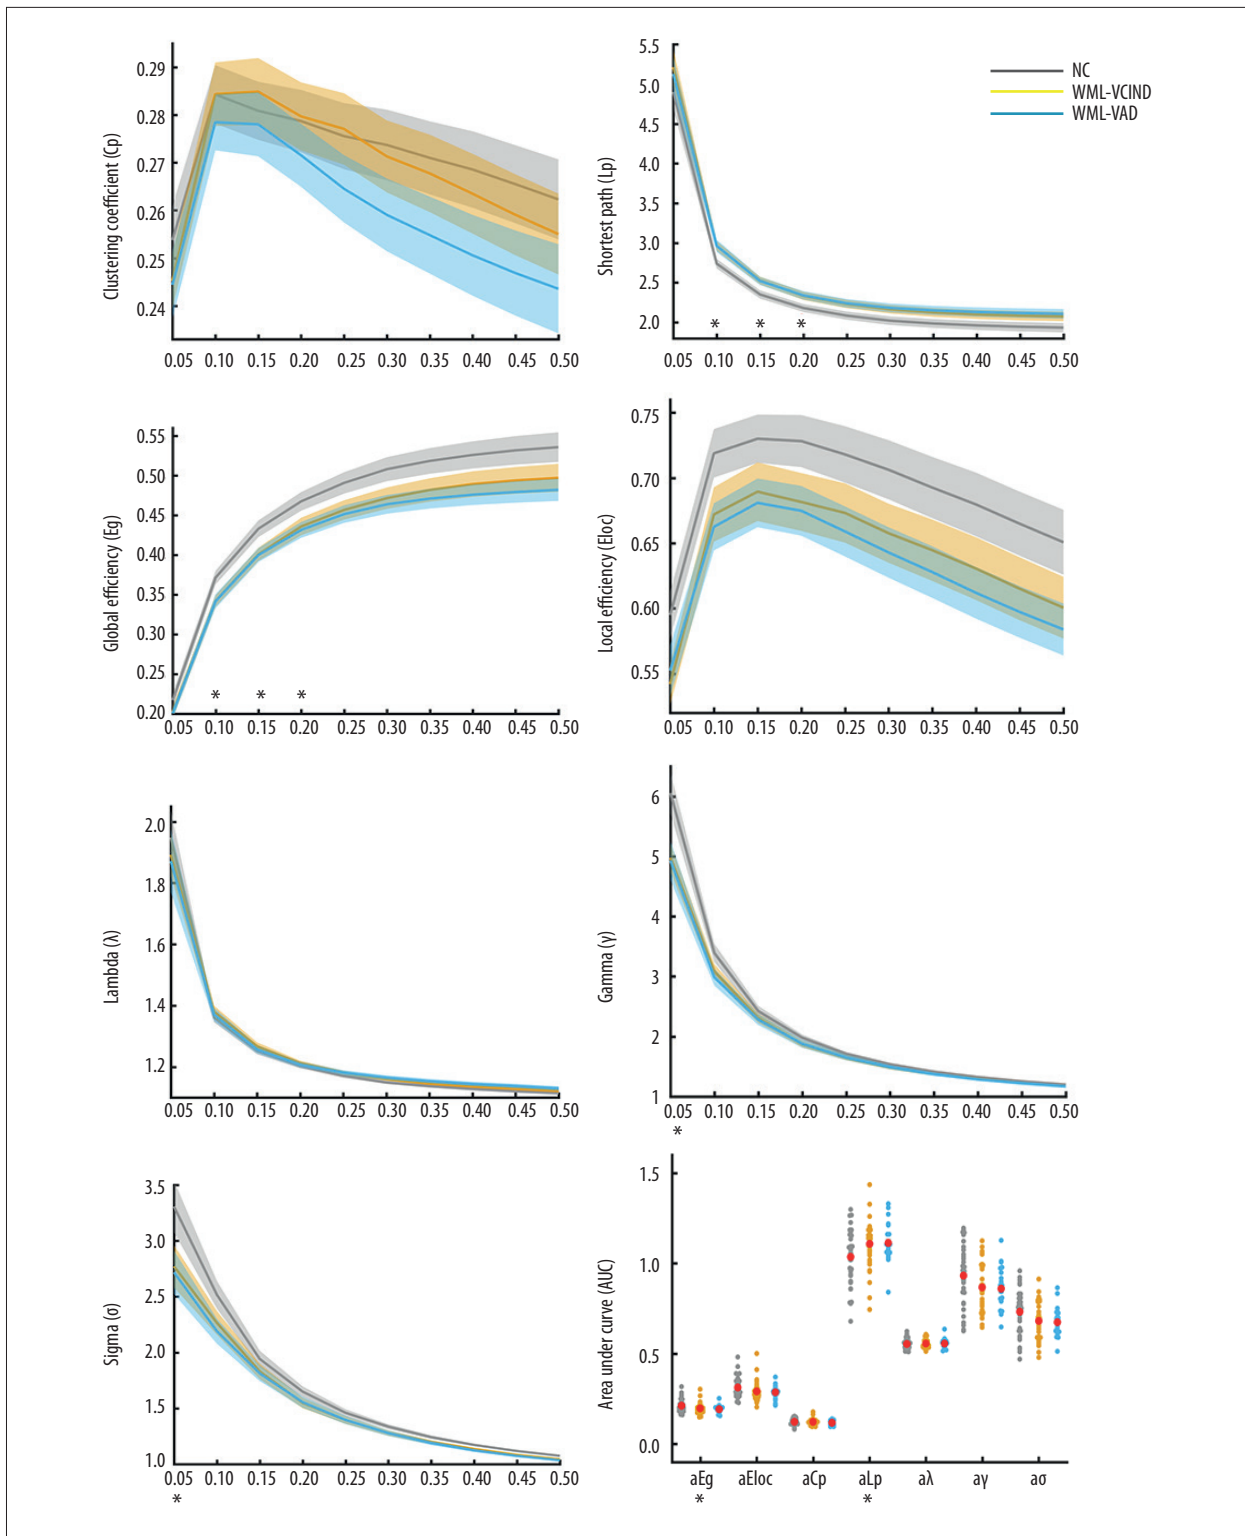 Clustering coefficient (Cp)
0.29
0.28
0.27
0.26
0.25
0.24
0.05 0.10 0.15 0.20 0.25 0.30 0.35 0.40 0.45 0.50
Shortest path (Lp)
5.5
5.0
4.5
4.0
3.5
3.0
2.5
2.0
* * *
0.05 0.10 0.15 0.20 0.25 0.30 0.35 0.40 0.45 0.50
NC
WML-VCIND
WML-VAD
Global efficiency (Eg)
0.55
0.50
0.45
0.40
0.35
0.30
0.25
0.20
* * *
0.05 0.10 0.15 0.20 0.25 0.30 0.35 0.40 0.45 0.50
Local efficiency (Eloc)
0.75
0.70
0.65
0.60
0.55
0.05 0.10 0.15 0.20 0.25 0.30 0.35 0.40 0.45 0.50
Lambda (λ)
2.0
1.8
1.6
1.4
1.2
0.05 0.10 0.15 0.20 0.25 0.30 0.35 0.40 0.45 0.50
Gamma (γ)
6
5
4
3
2
1
0.05 0.10 0.15 0.20 0.25 0.30 0.35 0.40 0.45 0.50
*
Sigma (σ)
3.5
3.0
2.5
2.0
1.5
1.0
0.05 0.10 0.15 0.20 0.25 0.30 0.35 0.40 0.45 0.50
*
Area under curve (AUC)
1.5
1.0
0.5
0.0
aEg aEloc aCp aLp aλ aγ aσ
* *